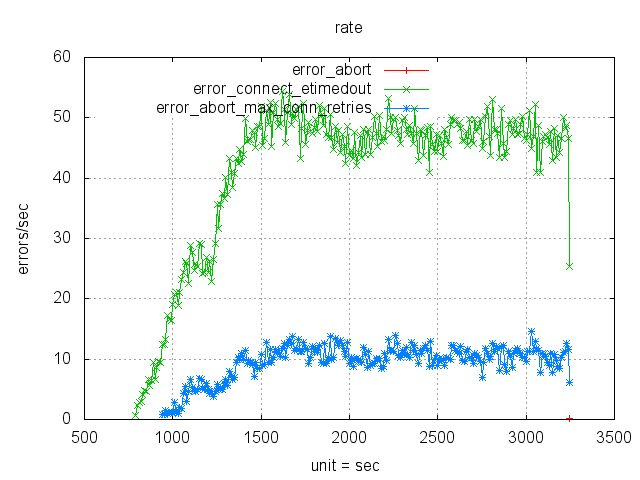 rate
60
50
40
30
20
10
0
errors/sec
error_abort
error_connect_etimedout
error_abort_max_conn_retries
500 1000 1500 2000 2500 3000 3500
unit = sec